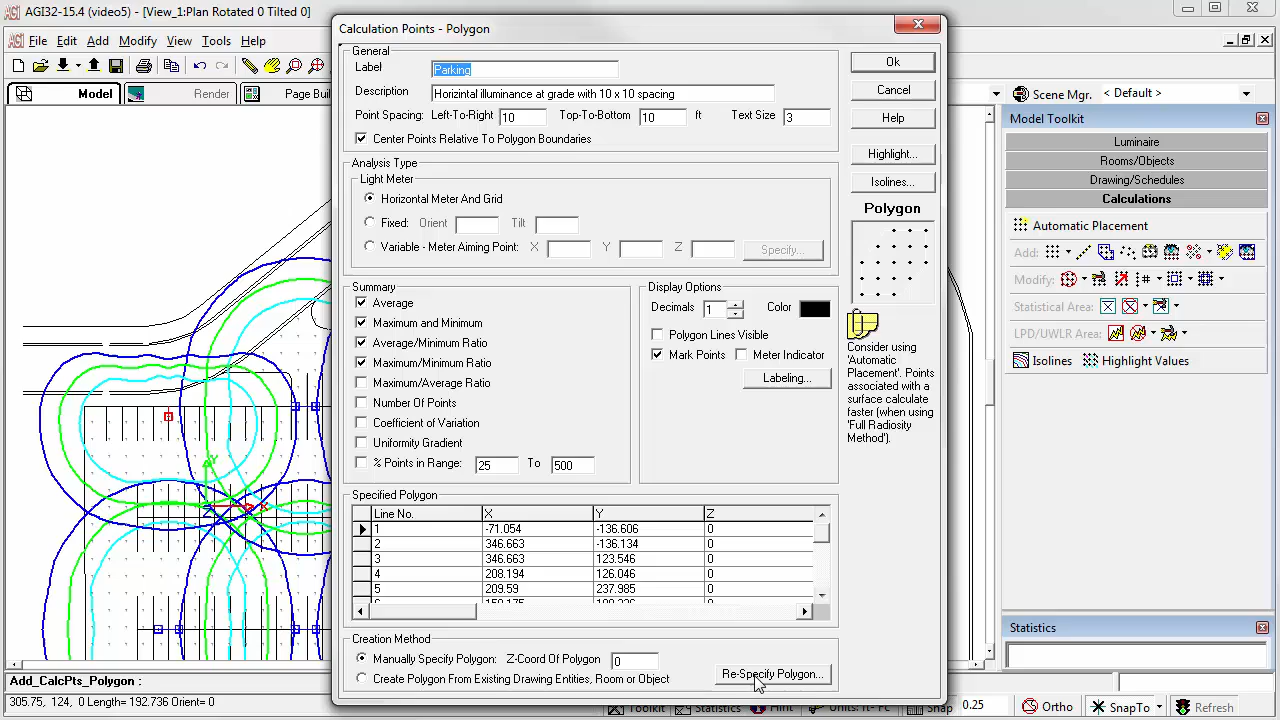 AGI32-15.4 (video5) - [View_1:Plan Rotated 0 Tilted 0]
File Edit Add Modify View Tools Help
Model Render Page Buil
Scene Mgr. < Default >
Calculation Points - Polygon
General
Label Parking
Description Horizintal illuminance at grade with 10 x 10 spacing
Point Spacing: Left-To-Right 10 Top-To-Bottom 10 ft Text Size 3
Center Points Relative To Polygon Boundaries
Analysis Type
Light Meter
Horizontal Meter And Grid
Fixed: Orient Tilt
Variable - Meter Aiming Point: X Y Z Specify...
Summary
Average
Maximum and Minimum
Average/Minimum Ratio
Maximum/Minimum Ratio
Maximum/Average Ratio
Number Of Points
Coefficient of Variation
Uniformity Gradient
% Points in Range: 25 To 500
Display Options
Decimals 1 Color
Polygon Lines Visible
Mark Points Meter Indicator
Labeling...
Specified Polygon
Line No. X Y Z
1 -71.054 -136.606 0
2 346.663 -136.134 0
3 346.663 123.546 0
4 208.194 126.046 0
5 209.59 237.985 0
Creation Method
Manually Specify Polygon: Z-Coord Of Polygon 0
Create Polygon From Existing Drawing Entities, Room or Object
Re-Specify Polygon...
Ok
Cancel
Help
Highlight...
Isolines...
Polygon
Consider using
'Automatic
Placement'. Points
associated with a
surface calculate
faster (when using
'Full Radiosity
Method').
Model Toolkit
Luminaire
Rooms/Objects
Drawing/Schedules
Calculations
Automatic Placement
Add:
Modify:
Statistical Area:
LPD/UWLR Area:
Isolines Highlight Values
Statistics
Y
X
Z
Add_CalcPts_Polygon :
305.75, 124, 0 Length= 192.736 Orient= 0
Toolkit Statistics Hint Units: ft - Fc Snap 0.25 Ortho SnapTo Refresh